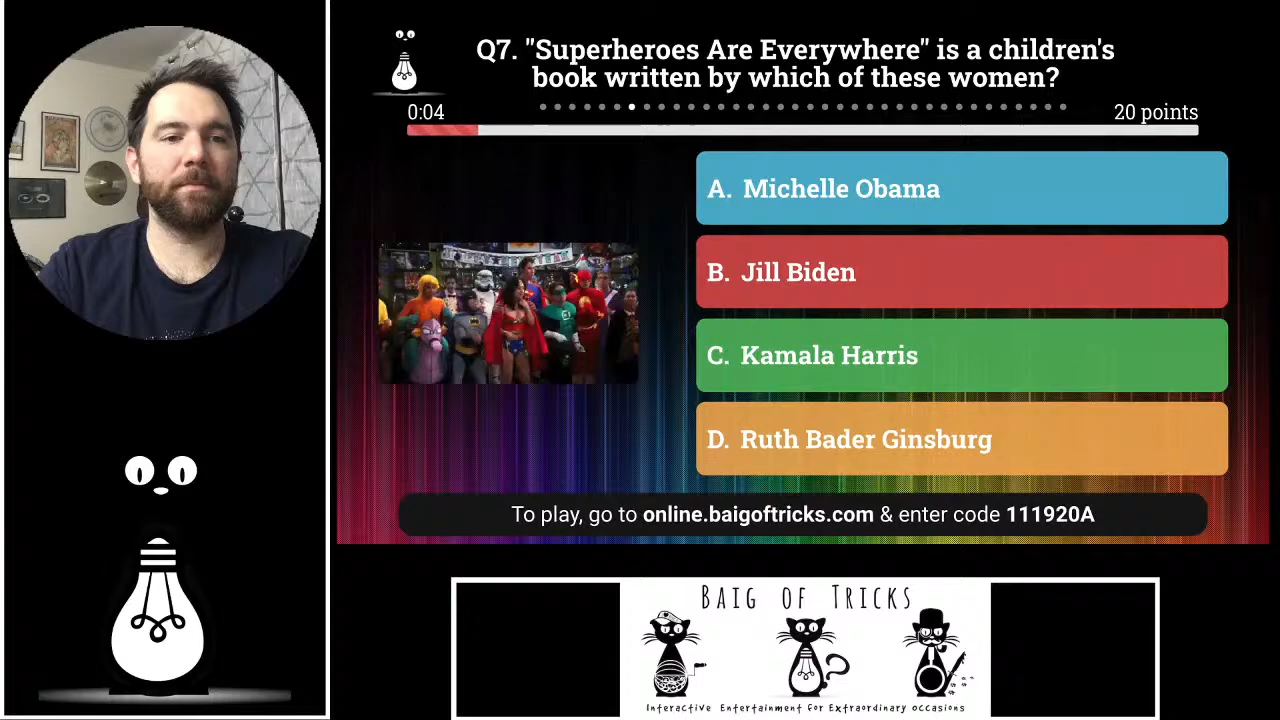 Q7. "Superheroes Are Everywhere" is a children's
book written by which of these women?
0:04
20 points
A. Michelle Obama
B. Jill Biden
C. Kamala Harris
D. Ruth Bader Ginsburg
To play, go to online.baigoftricks.com & enter code 111920A
BAIG OF TRICKS
Interactive Entertainment for Extraordinary Occasions